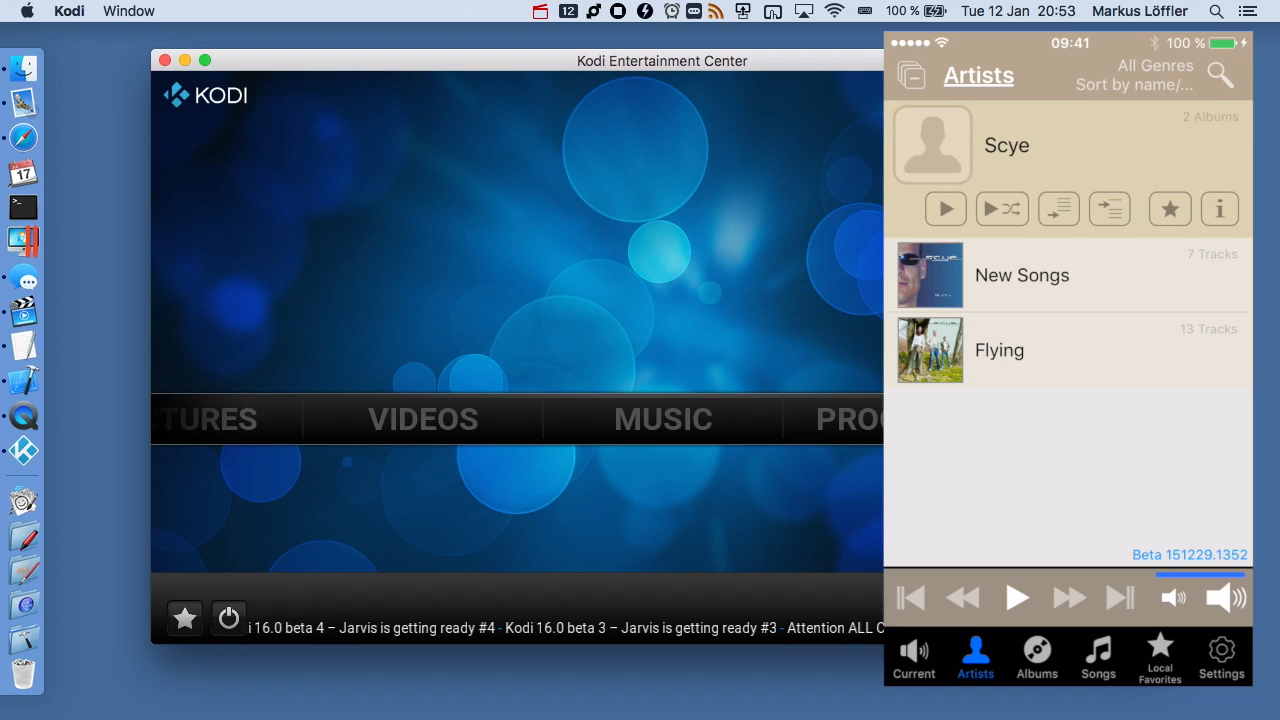 Kodi Window 12 100 % Tue 12 Jan 20:53 Markus Löffler
Kodi Entertainment Center
KODI
TURES VIDEOS MUSIC PROG
i 16.0 beta 4 – Jarvis is getting ready #4 - Kodi 16.0 beta 3 – Jarvis is getting ready #3 - Attention ALL C
17
09:41 100 %
Artists
All Genres
Sort by name/...
2 Albums
Scye
7 Tracks
New Songs
13 Tracks
Flying
Beta 151229.1352
Current Artists Albums Songs Local Favorites Settings